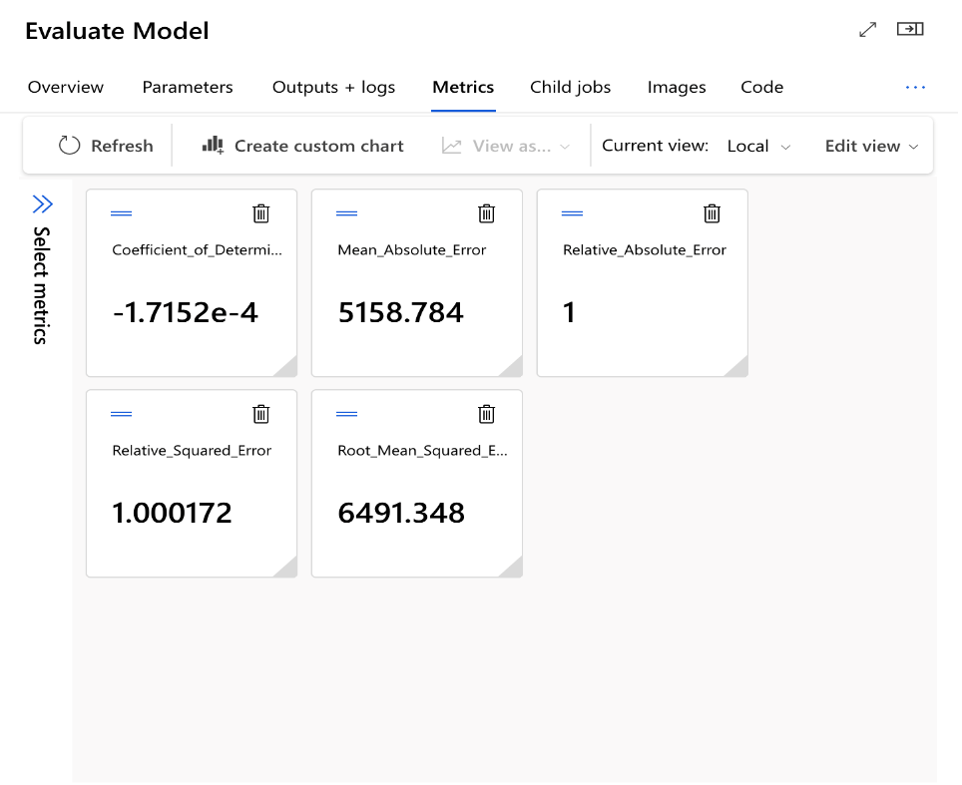 Evaluate Model
Overview Parameters Outputs + logs Metrics Child jobs Images Code
Refresh Create custom chart View as... Current view: Local Edit view
Select metrics
Coefficient_of_Determi... Mean_Absolute_Error Relative_Absolute_Error
-1.7152e-4 5158.784 1
Relative_Squared_Error Root_Mean_Squared_E...
1.000172 6491.348